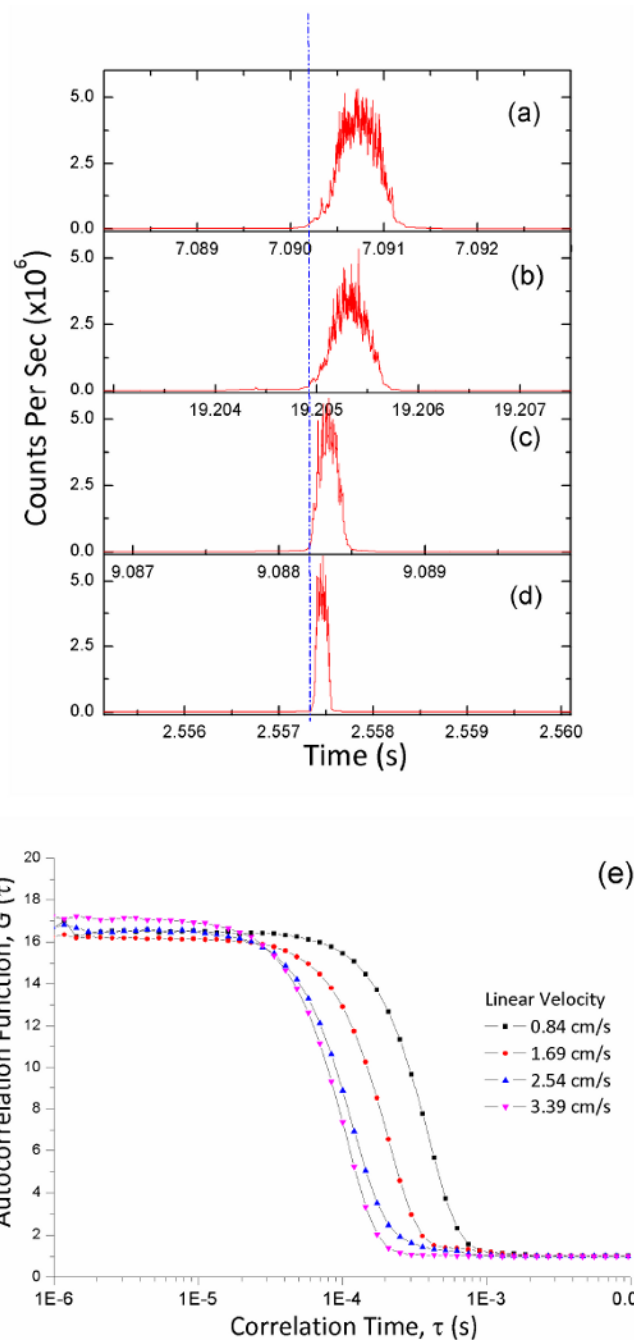 5.0
2.5
0.0
(a)
7.089 7.090 7.091 7.092
5.0
2.5
0.0
(b)
19.204 19.205 19.206 19.207
5.0
2.5
0.0
(c)
9.087 9.088 9.089
5.0
2.5
0.0
(d)
2.556 2.557 2.558 2.559 2.560
Counts Per Sec (x10⁶)
Time (s)
(e)
20
18
16
14
12
10
8
6
4
2
0
Autocorrelation Function, G (τ)
Linear Velocity
0.84 cm/s
1.69 cm/s
2.54 cm/s
3.39 cm/s
1E-6 1E-5 1E-4 1E-3 0.0
Correlation Time, τ (s)